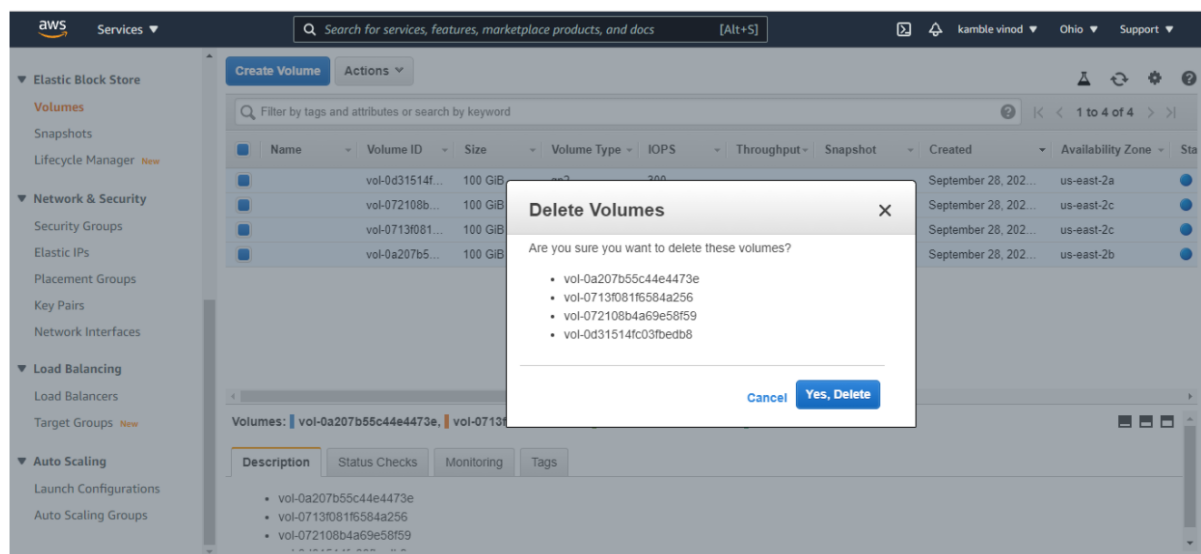 aws Services ▼ Search for services, features, marketplace products, and docs [Alt+S] kamble vinod ▼ Ohio ▼ Support ▼
Elastic Block Store
Volumes
Snapshots
Lifecycle Manager New
Network & Security
Security Groups
Elastic IPs
Placement Groups
Key Pairs
Network Interfaces
Load Balancing
Load Balancers
Target Groups New
Auto Scaling
Launch Configurations
Auto Scaling Groups
Create Volume Actions
Filter by tags and attributes or search by keyword 1 to 4 of 4
Name Volume ID Size Volume Type IOPS Throughput Snapshot Created Availability Zone Sta
vol-0d31514f... 100 GiB gp2 300 September 28, 202... us-east-2a
vol-072108b... 100 GiB September 28, 202... us-east-2c
vol-0713f081... 100 GiB September 28, 202... us-east-2c
vol-0a207b5... 100 GiB September 28, 202... us-east-2b
Delete Volumes
Are you sure you want to delete these volumes?
• vol-0a207b55c44e4473e
• vol-0713f081f6584a256
• vol-072108b4a69e58f59
• vol-0d31514fc03fbedb8
Cancel Yes, Delete
Volumes: vol-0a207b55c44e4473e, vol-0713f
Description Status Checks Monitoring Tags
• vol-0a207b55c44e4473e
• vol-0713f081f6584a256
• vol-072108b4a69e58f59